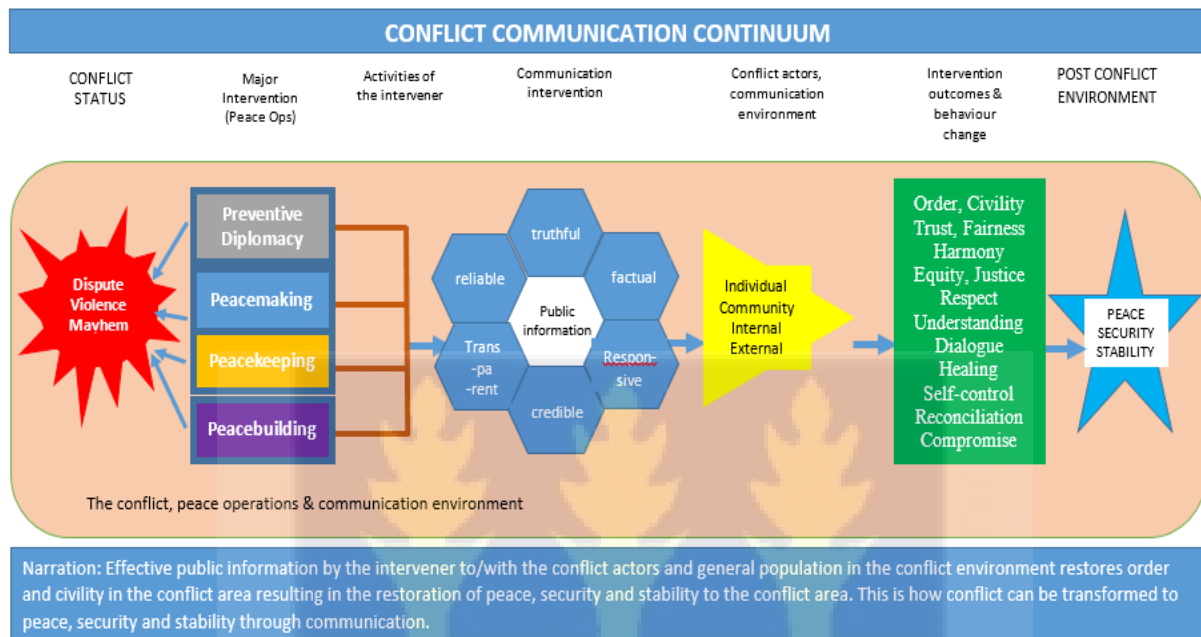 CONFLICT COMMUNICATION CONTINUUM
CONFLICT
STATUS
Major
Intervention
(Peace Ops)
Activities of
the intervener
Communication
intervention
Conflict actors,
communication
environment
Intervention
outcomes &
behaviour
change
POST CONFLICT
ENVIRONMENT
Dispute
Violence
Mayhem
Preventive
Diplomacy
Peacemaking
Peacekeeping
Peacebuilding
truthful
reliable
factual
Public
information
Trans
-pa
-rent
Respon-
sive
credible
Individual
Community
Internal
External
Order, Civility
Trust, Fairness
Harmony
Equity, Justice
Respect
Understanding
Dialogue
Healing
Self-control
Reconciliation
Compromise
PEACE
SECURITY
STABILITY
The conflict, peace operations & communication environment
Narration: Effective public information by the intervener to/with the conflict actors and general population in the conflict environment restores order
and civility in the conflict area resulting in the restoration of peace, security and stability to the conflict area. This is how conflict can be transformed to
peace, security and stability through communication.